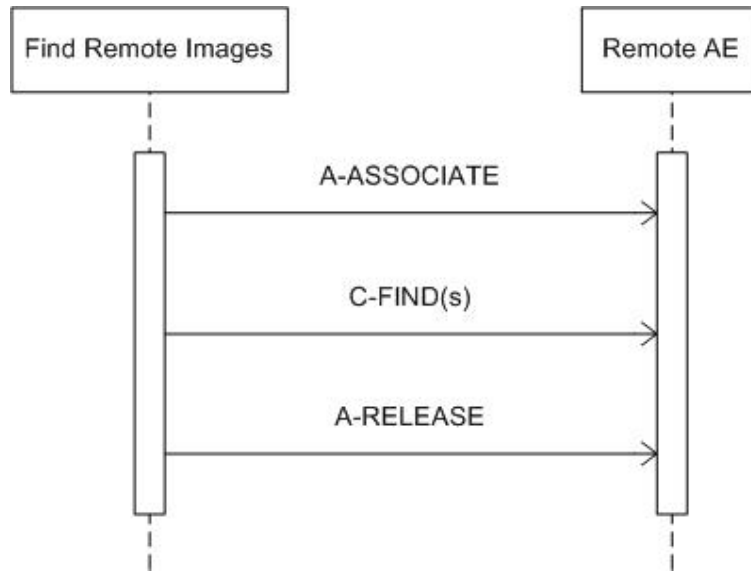 Find Remote Images
Remote AE
A-ASSOCIATE
C-FIND(s)
A-RELEASE